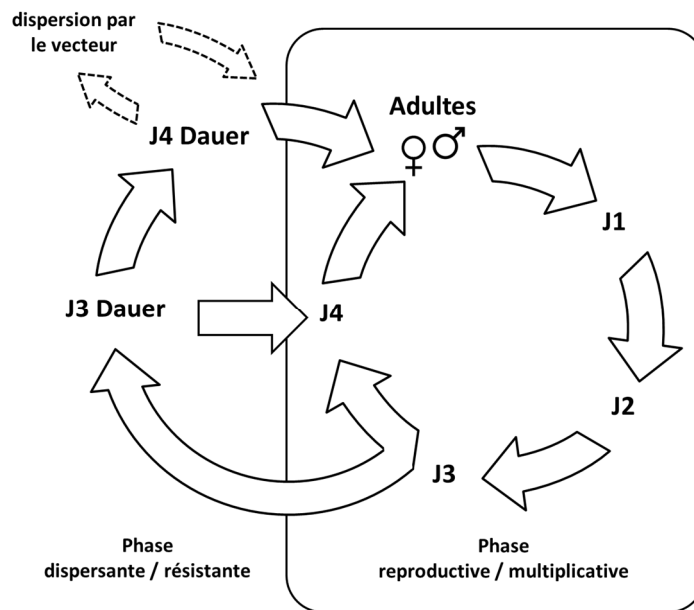 dispersion par
le vecteur
J4 Dauer
Adultes
♀♂
J1
J3 Dauer
J4
J2
J3
Phase
dispersante / résistante
Phase
reproductive / multiplicative